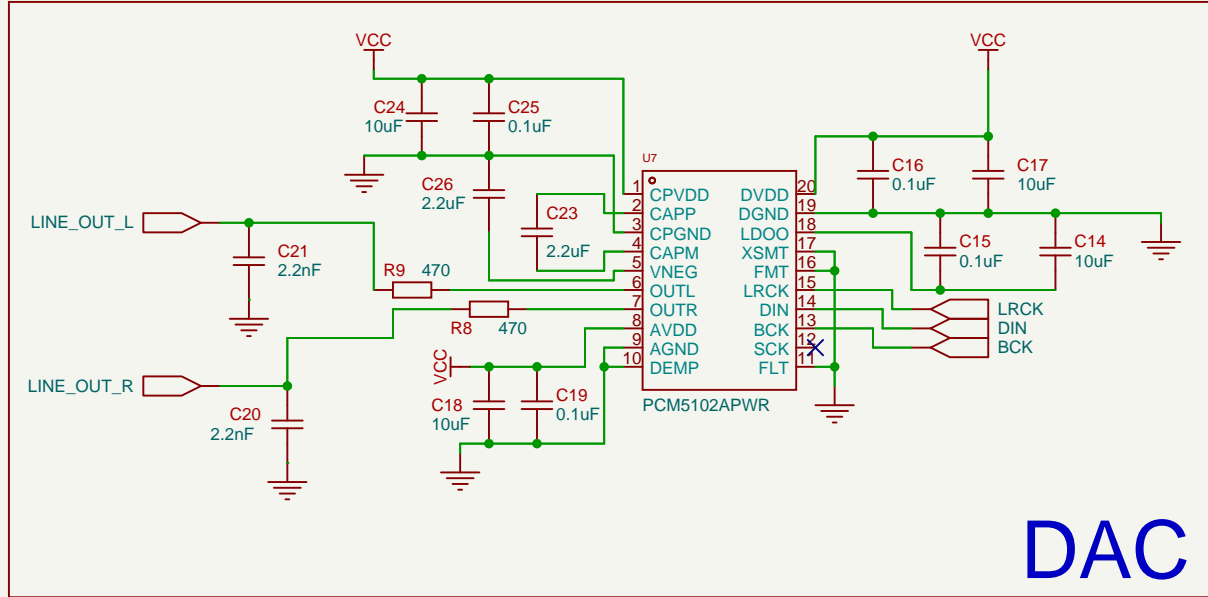 VCC
VCC
C24
10uF
C25
0.1uF
C16
0.1uF
C17
10uF
U7
C26
2.2uF
C23
2.2uF
1 CPVDD
2 CAPP
3 CPGND
4 CAPM
5 VNEG
6 OUTL
7 OUTR
8 AVDD
9 AGND
10 DEMP
DVDD 20
DGND 19
LDOO 18
XSMT 17
FMT 16
LRCK 15
DIN 14
BCK 13
SCK 12
FLT 11
PCM5102APWR
LINE_OUT_L
C21
2.2nF
R9 470
R8 470
C15
0.1uF
C14
10uF
LRCK
DIN
BCK
LINE_OUT_R
C20
2.2nF
VCC
C18
10uF
C19
0.1uF
DAC